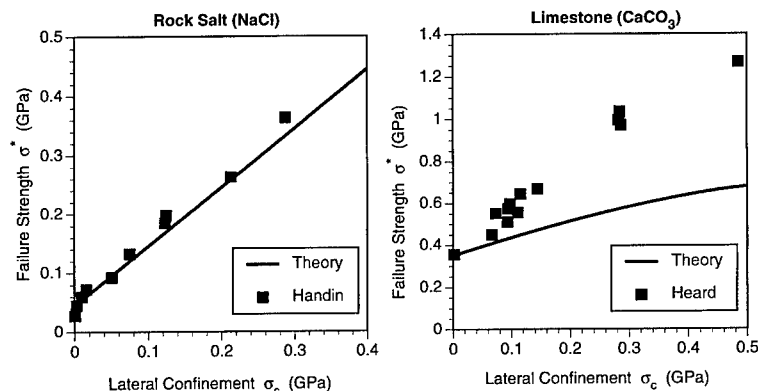 Rock Salt (NaCl)
Failure Strength σ* (GPa)
0.5
0.4
0.3
0.2
0.1
0
Theory
Handin
0 0.1 0.2 0.3 0.4
Lateral Confinement σc (GPa)
Limestone (CaCO3)
Failure Strength σ* (GPa)
1.4
1.2
1
0.8
0.6
0.4
0.2
0
Theory
Heard
0 0.1 0.2 0.3 0.4 0.5
Lateral Confinement σc (GPa)